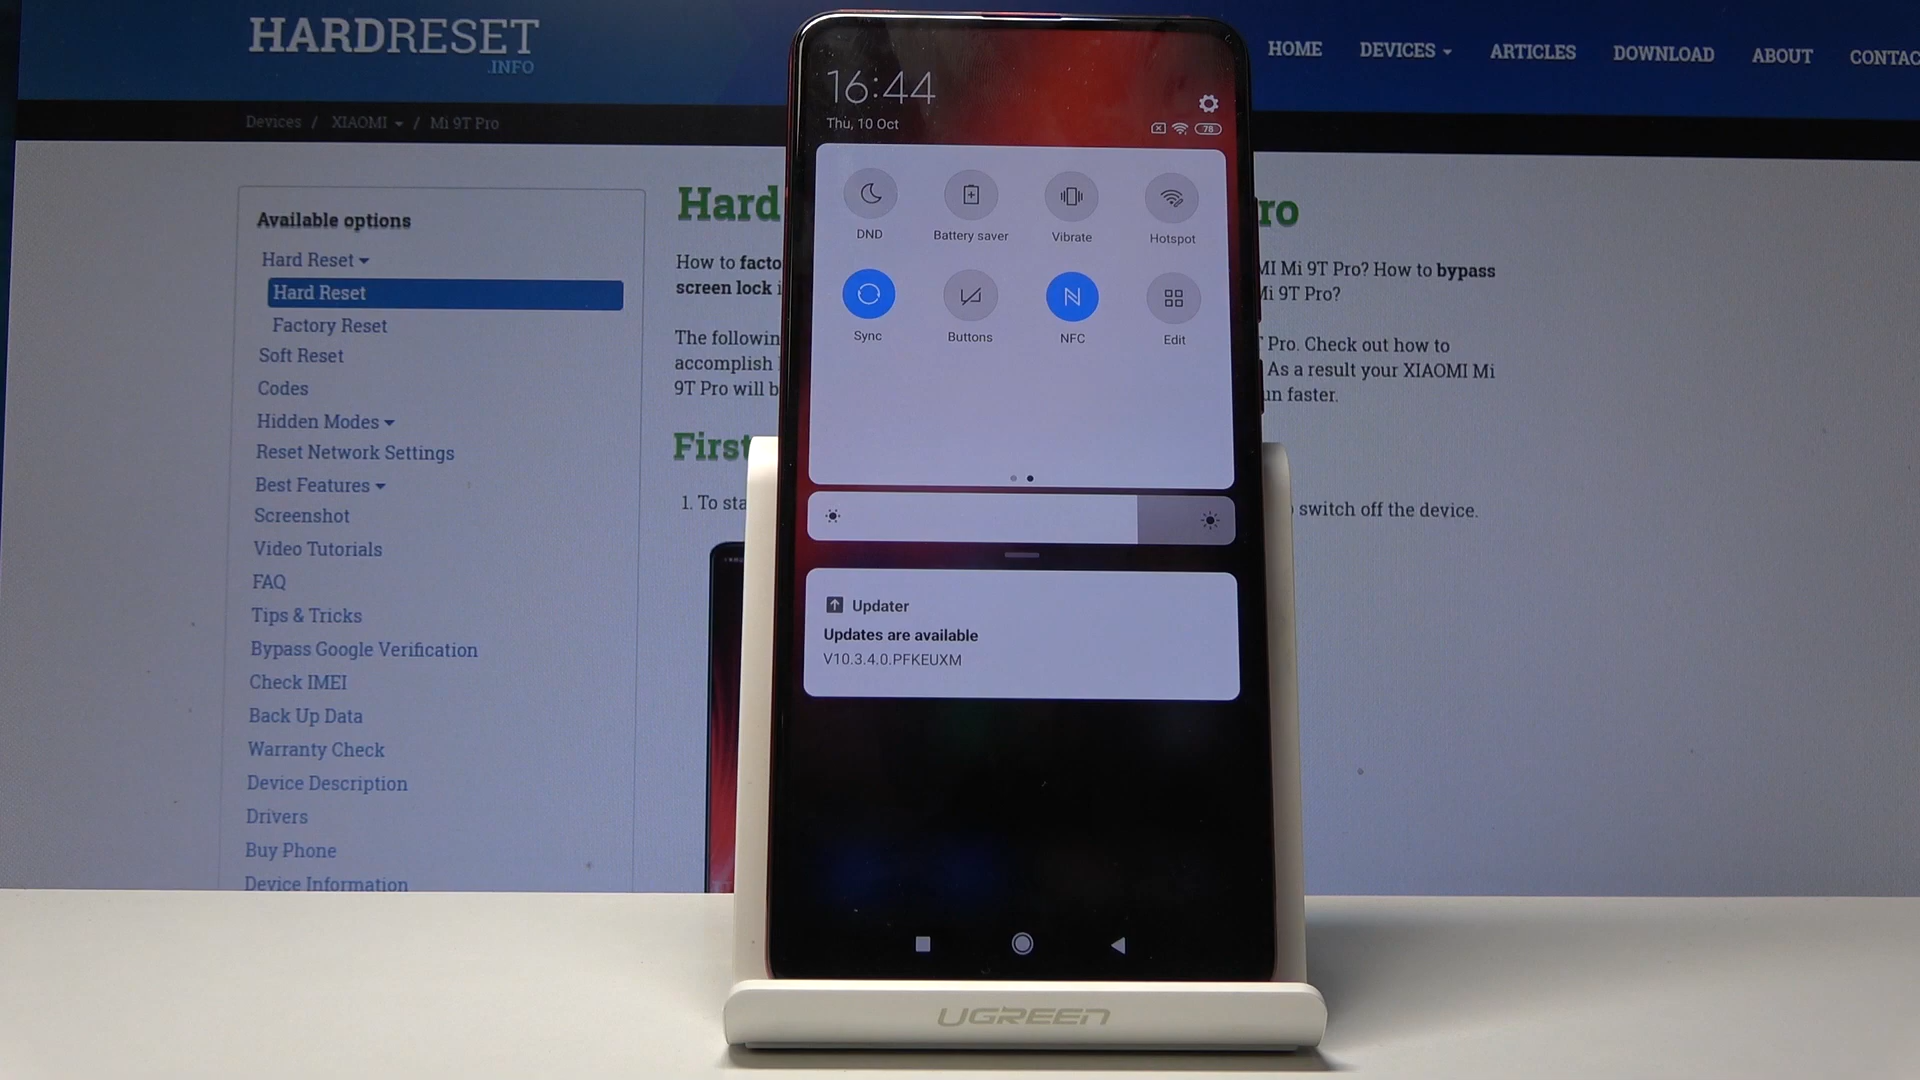 HARDRESET
.INFO
HOME DEVICES ARTICLES DOWNLOAD ABOUT CONTAC
Devices / XIAOMI / Mi 9T Pro
Available options
Hard Reset
Hard Reset
Factory Reset
Soft Reset
Codes
Hidden Modes
Reset Network Settings
Best Features
Screenshot
Video Tutorials
FAQ
Tips & Tricks
Bypass Google Verification
Check IMEI
Back Up Data
Warranty Check
Device Description
Drivers
Buy Phone
Device Information
Hard ro
How to facto MI Mi 9T Pro? How to bypass
screen lock i Mi 9T Pro?
The followin Pro. Check out how to
accomplish As a result your XIAOMI Mi
9T Pro will b un faster.
First
1. To sta switch off the device.
16:44
Thu, 10 Oct
78
DND Battery saver Vibrate Hotspot
Sync Buttons NFC Edit
Updater
Updates are available
V10.3.4.0.PFKEUXM
UGREEN